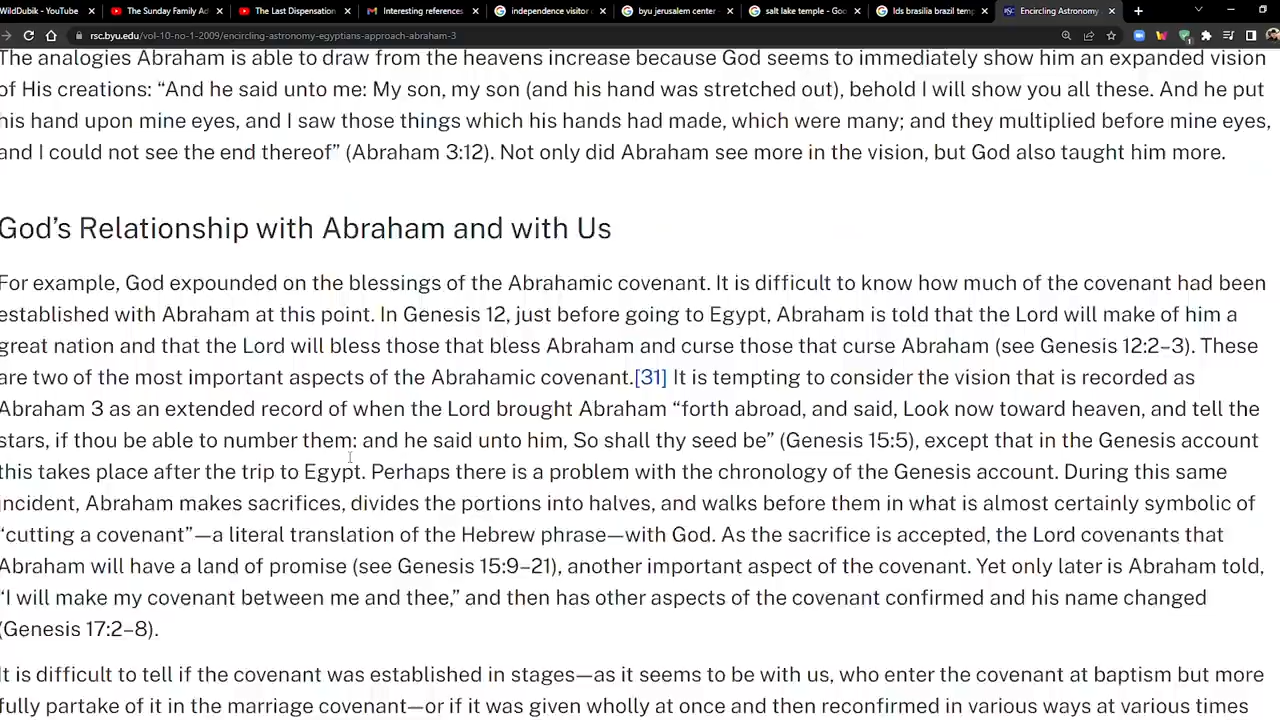 WildDubik - YouTube
The Sunday Family Ad
The Last Dispensation
Interesting references
independence visitor c
byu jerusalem center -
salt lake temple - Goo
lds brasilia brazil temp
Encircling Astronomy
rsc.byu.edu/vol-10-no-1-2009/encircling-astronomy-egyptians-approach-abraham-3
The analogies Abraham is able to draw from the heavens increase because God seems to immediately show him an expanded vision
of His creations: “And he said unto me: My son, my son (and his hand was stretched out), behold I will show you all these. And he put
his hand upon mine eyes, and I saw those things which his hands had made, which were many; and they multiplied before mine eyes,
and I could not see the end thereof” (Abraham 3:12). Not only did Abraham see more in the vision, but God also taught him more.
God’s Relationship with Abraham and with Us
For example, God expounded on the blessings of the Abrahamic covenant. It is difficult to know how much of the covenant had been
established with Abraham at this point. In Genesis 12, just before going to Egypt, Abraham is told that the Lord will make of him a
great nation and that the Lord will bless those that bless Abraham and curse those that curse Abraham (see Genesis 12:2–3). These
are two of the most important aspects of the Abrahamic covenant.[31] It is tempting to consider the vision that is recorded as
Abraham 3 as an extended record of when the Lord brought Abraham “forth abroad, and said, Look now toward heaven, and tell the
stars, if thou be able to number them: and he said unto him, So shall thy seed be” (Genesis 15:5), except that in the Genesis account
this takes place after the trip to Egypt. Perhaps there is a problem with the chronology of the Genesis account. During this same
incident, Abraham makes sacrifices, divides the portions into halves, and walks before them in what is almost certainly symbolic of
“cutting a covenant”—a literal translation of the Hebrew phrase—with God. As the sacrifice is accepted, the Lord covenants that
Abraham will have a land of promise (see Genesis 15:9–21), another important aspect of the covenant. Yet only later is Abraham told,
“I will make my covenant between me and thee,” and then has other aspects of the covenant confirmed and his name changed
(Genesis 17:2–8).
It is difficult to tell if the covenant was established in stages—as it seems to be with us, who enter the covenant at baptism but more
fully partake of it in the marriage covenant—or if it was given wholly at once and then reconfirmed in various ways at various times